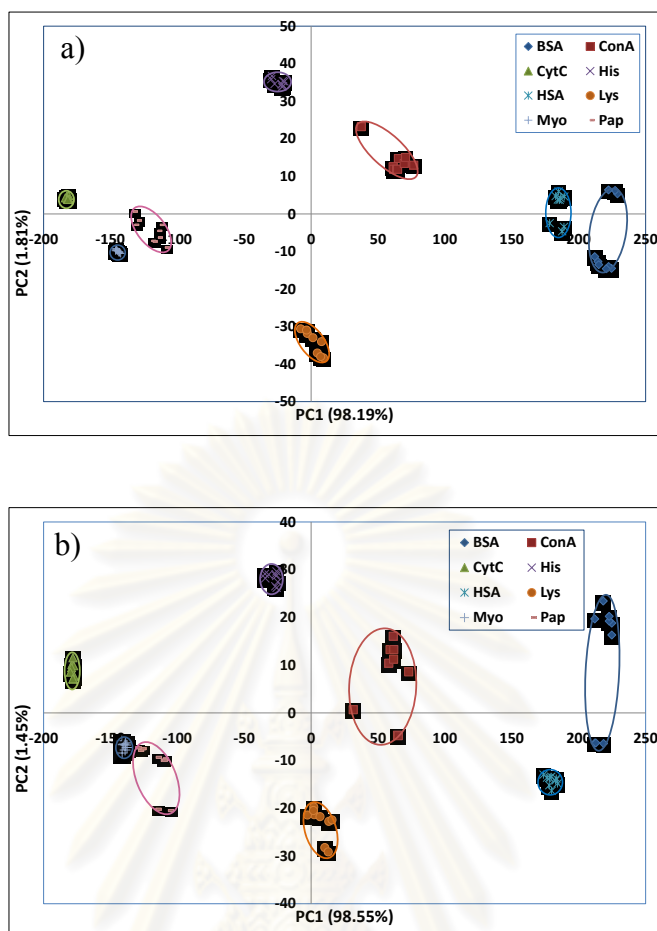 a)
BSA ConA
CytC His
HSA Lys
Myo Pap
50
40
30
20
10
0
-10
-20
-30
-40
-50
-200 -150 -100 -50 0 50 100 150 200 250
PC2 (1.81%)
PC1 (98.19%)
b)
BSA ConA
CytC His
HSA Lys
Myo Pap
40
30
20
10
0
-10
-20
-30
-40
-200 -150 -100 -50 0 50 100 150 200 250
PC2 (1.45%)
PC1 (98.55%)